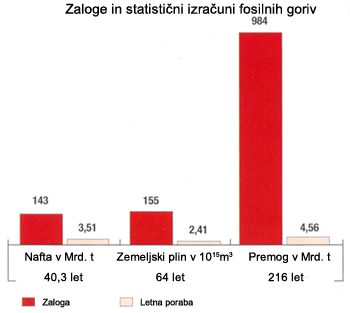 Zaloge in statistični izračuni fosilnih goriv
984
143
155
3,51
2,41
4,56
Nafta v Mrd. t
Zemeljski plin v 10¹⁵m³
Premog v Mrd. t
40,3 let
64 let
216 let
Zaloga
Letna poraba